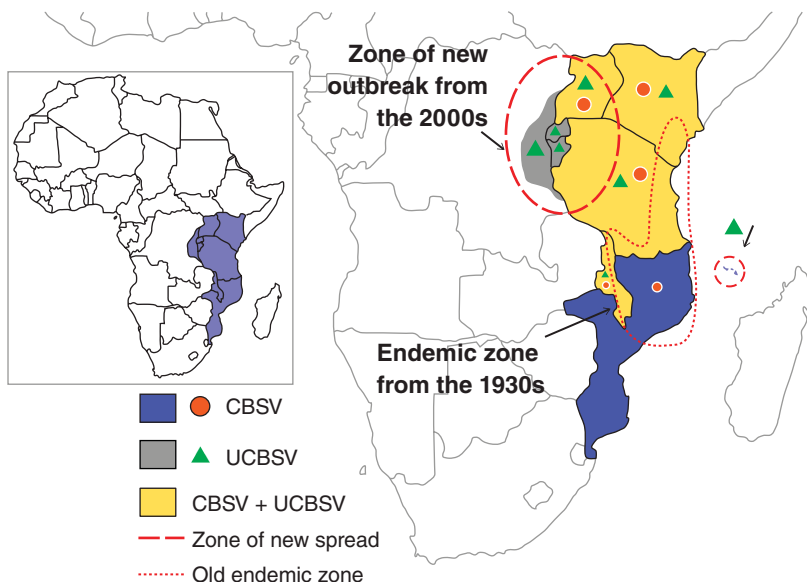 Zone of new
outbreak from
the 2000s
Endemic zone
from the 1930s
CBSV
UCBSV
CBSV + UCBSV
Zone of new spread
Old endemic zone